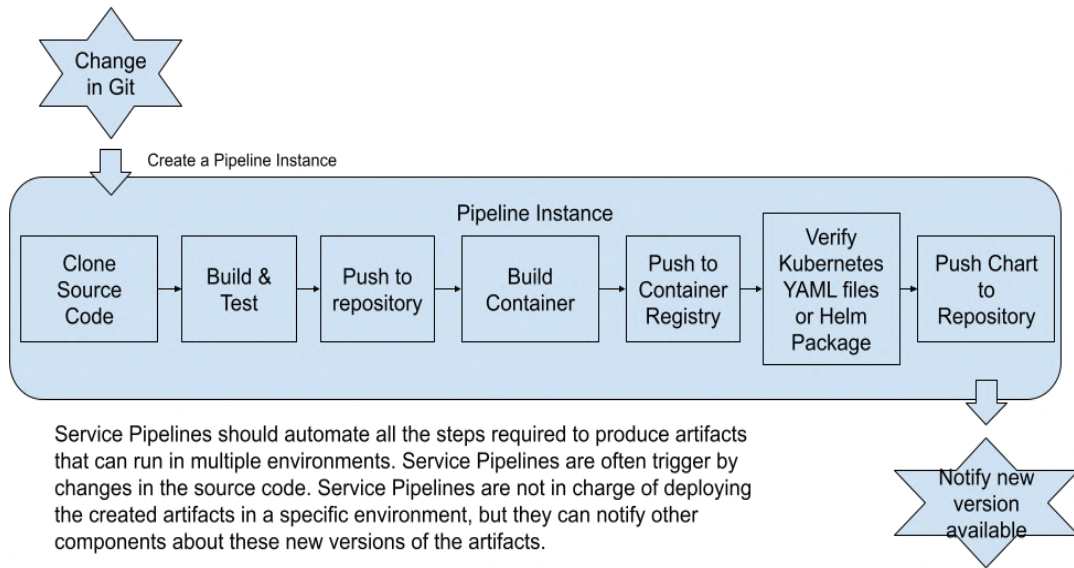 Change
in Git
Create a Pipeline Instance
Pipeline Instance
Clone
Source
Code
Build &
Test
Push to
repository
Build
Container
Push to
Container
Registry
Verify
Kubernetes
YAML files
or Helm
Package
Push Chart
to
Repository
Service Pipelines should automate all the steps required to produce artifacts
that can run in multiple environments. Service Pipelines are often trigger by
changes in the source code. Service Pipelines are not in charge of deploying
the created artifacts in a specific environment, but they can notify other
components about these new versions of the artifacts.
Notify new
version
available